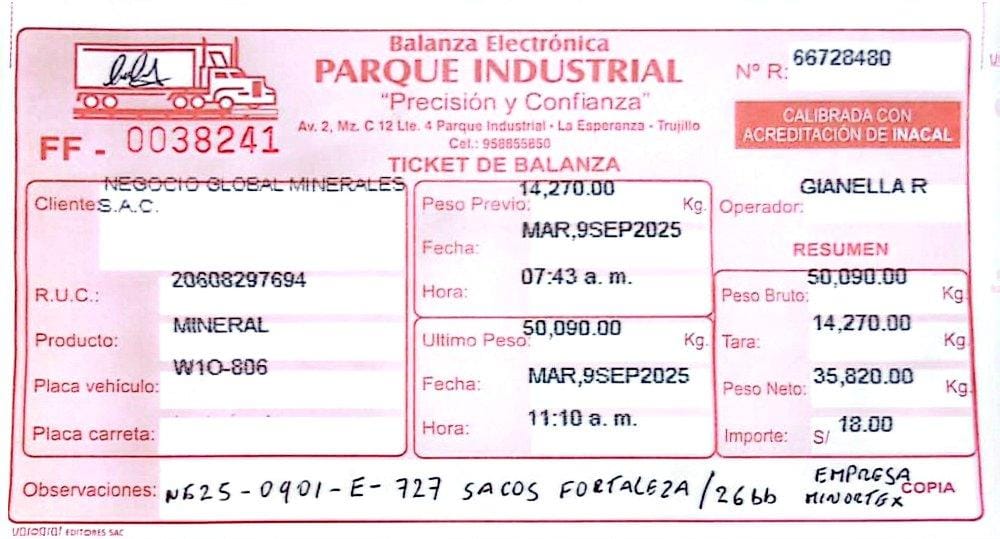 Balanza Electrónica
PARQUE INDUSTRIAL
"Precisión y Confianza"
Av. 2, Mz. C 12 Lte. 4 Parque Industrial - La Esperanza - Trujillo
Cel.: 958855850
TICKET DE BALANZA
Nº R: 66728480
CALIBRADA CON
ACREDITACIÓN DE INACAL
FF - 0038241
Cliente: NEGOCIO GLOBAL MINERALES
S.A.C.
R.U.C.: 20608297694
Producto: MINERAL
Placa vehículo: W1O-806
Placa carreta:
Peso Previo: 14,270.00 Kg.
Fecha: MAR,9SEP2025
Hora: 07:43 a. m.
Ultimo Peso: 50,090.00 Kg.
Fecha: MAR,9SEP2025
Hora: 11:10 a. m.
Operador: GIANELLA R
RESUMEN
Peso Bruto: 50,090.00 Kg.
Tara: 14,270.00 Kg.
Peso Neto: 35,820.00 Kg.
Importe: S/ 18.00
Observaciones: NG25-0901-E- 727 SACOS FORTALEZA / 26bb EMPRESA
MINORTEX
COPIA
EDITORES SAC